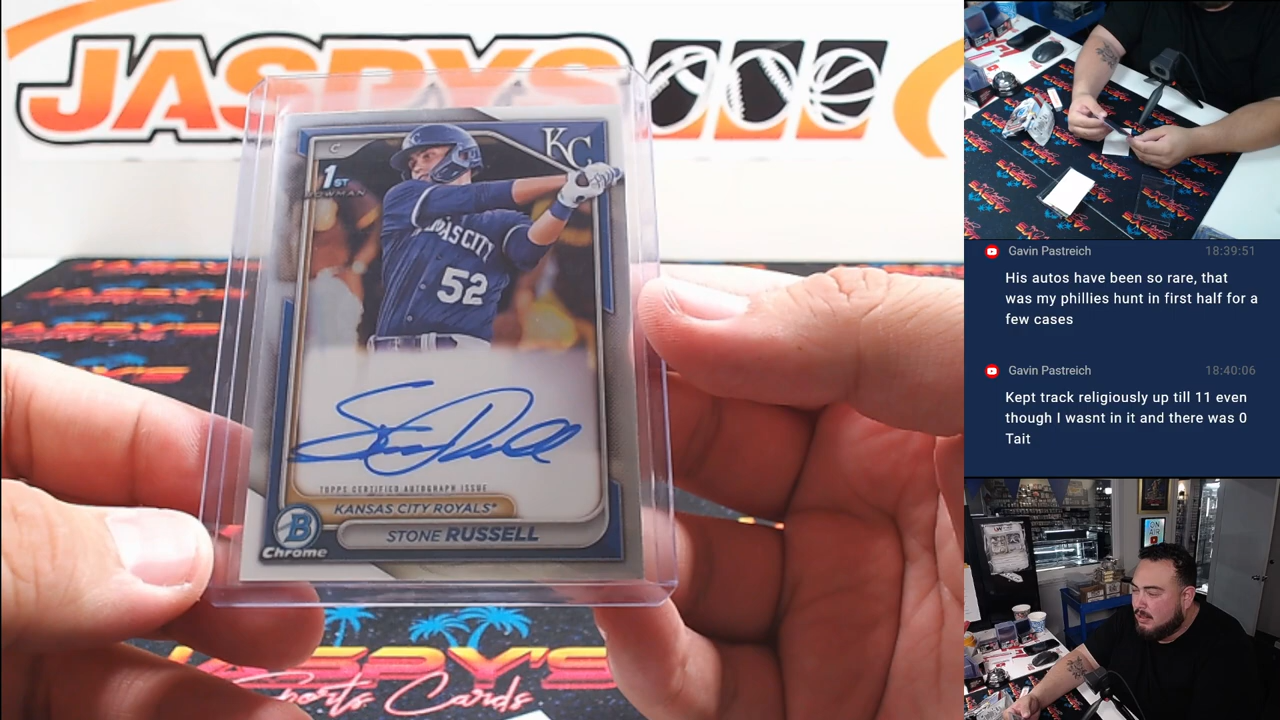 JASPYS
KC
C
1ST
BOWMAN
KANSAS CITY
52
TOPPS CERTIFIED AUTOGRAPH ISSUE
KANSAS CITY ROYALS®
B
Chrome
STONE RUSSELL
JASPY'S
Sports Cards
Gavin Pastreich 18:39:51
His autos have been so rare, that
was my phillies hunt in first half for a
few cases
Gavin Pastreich 18:40:06
Kept track religiously up till 11 even
though I wasnt in it and there was 0
Tait
ON
AIR